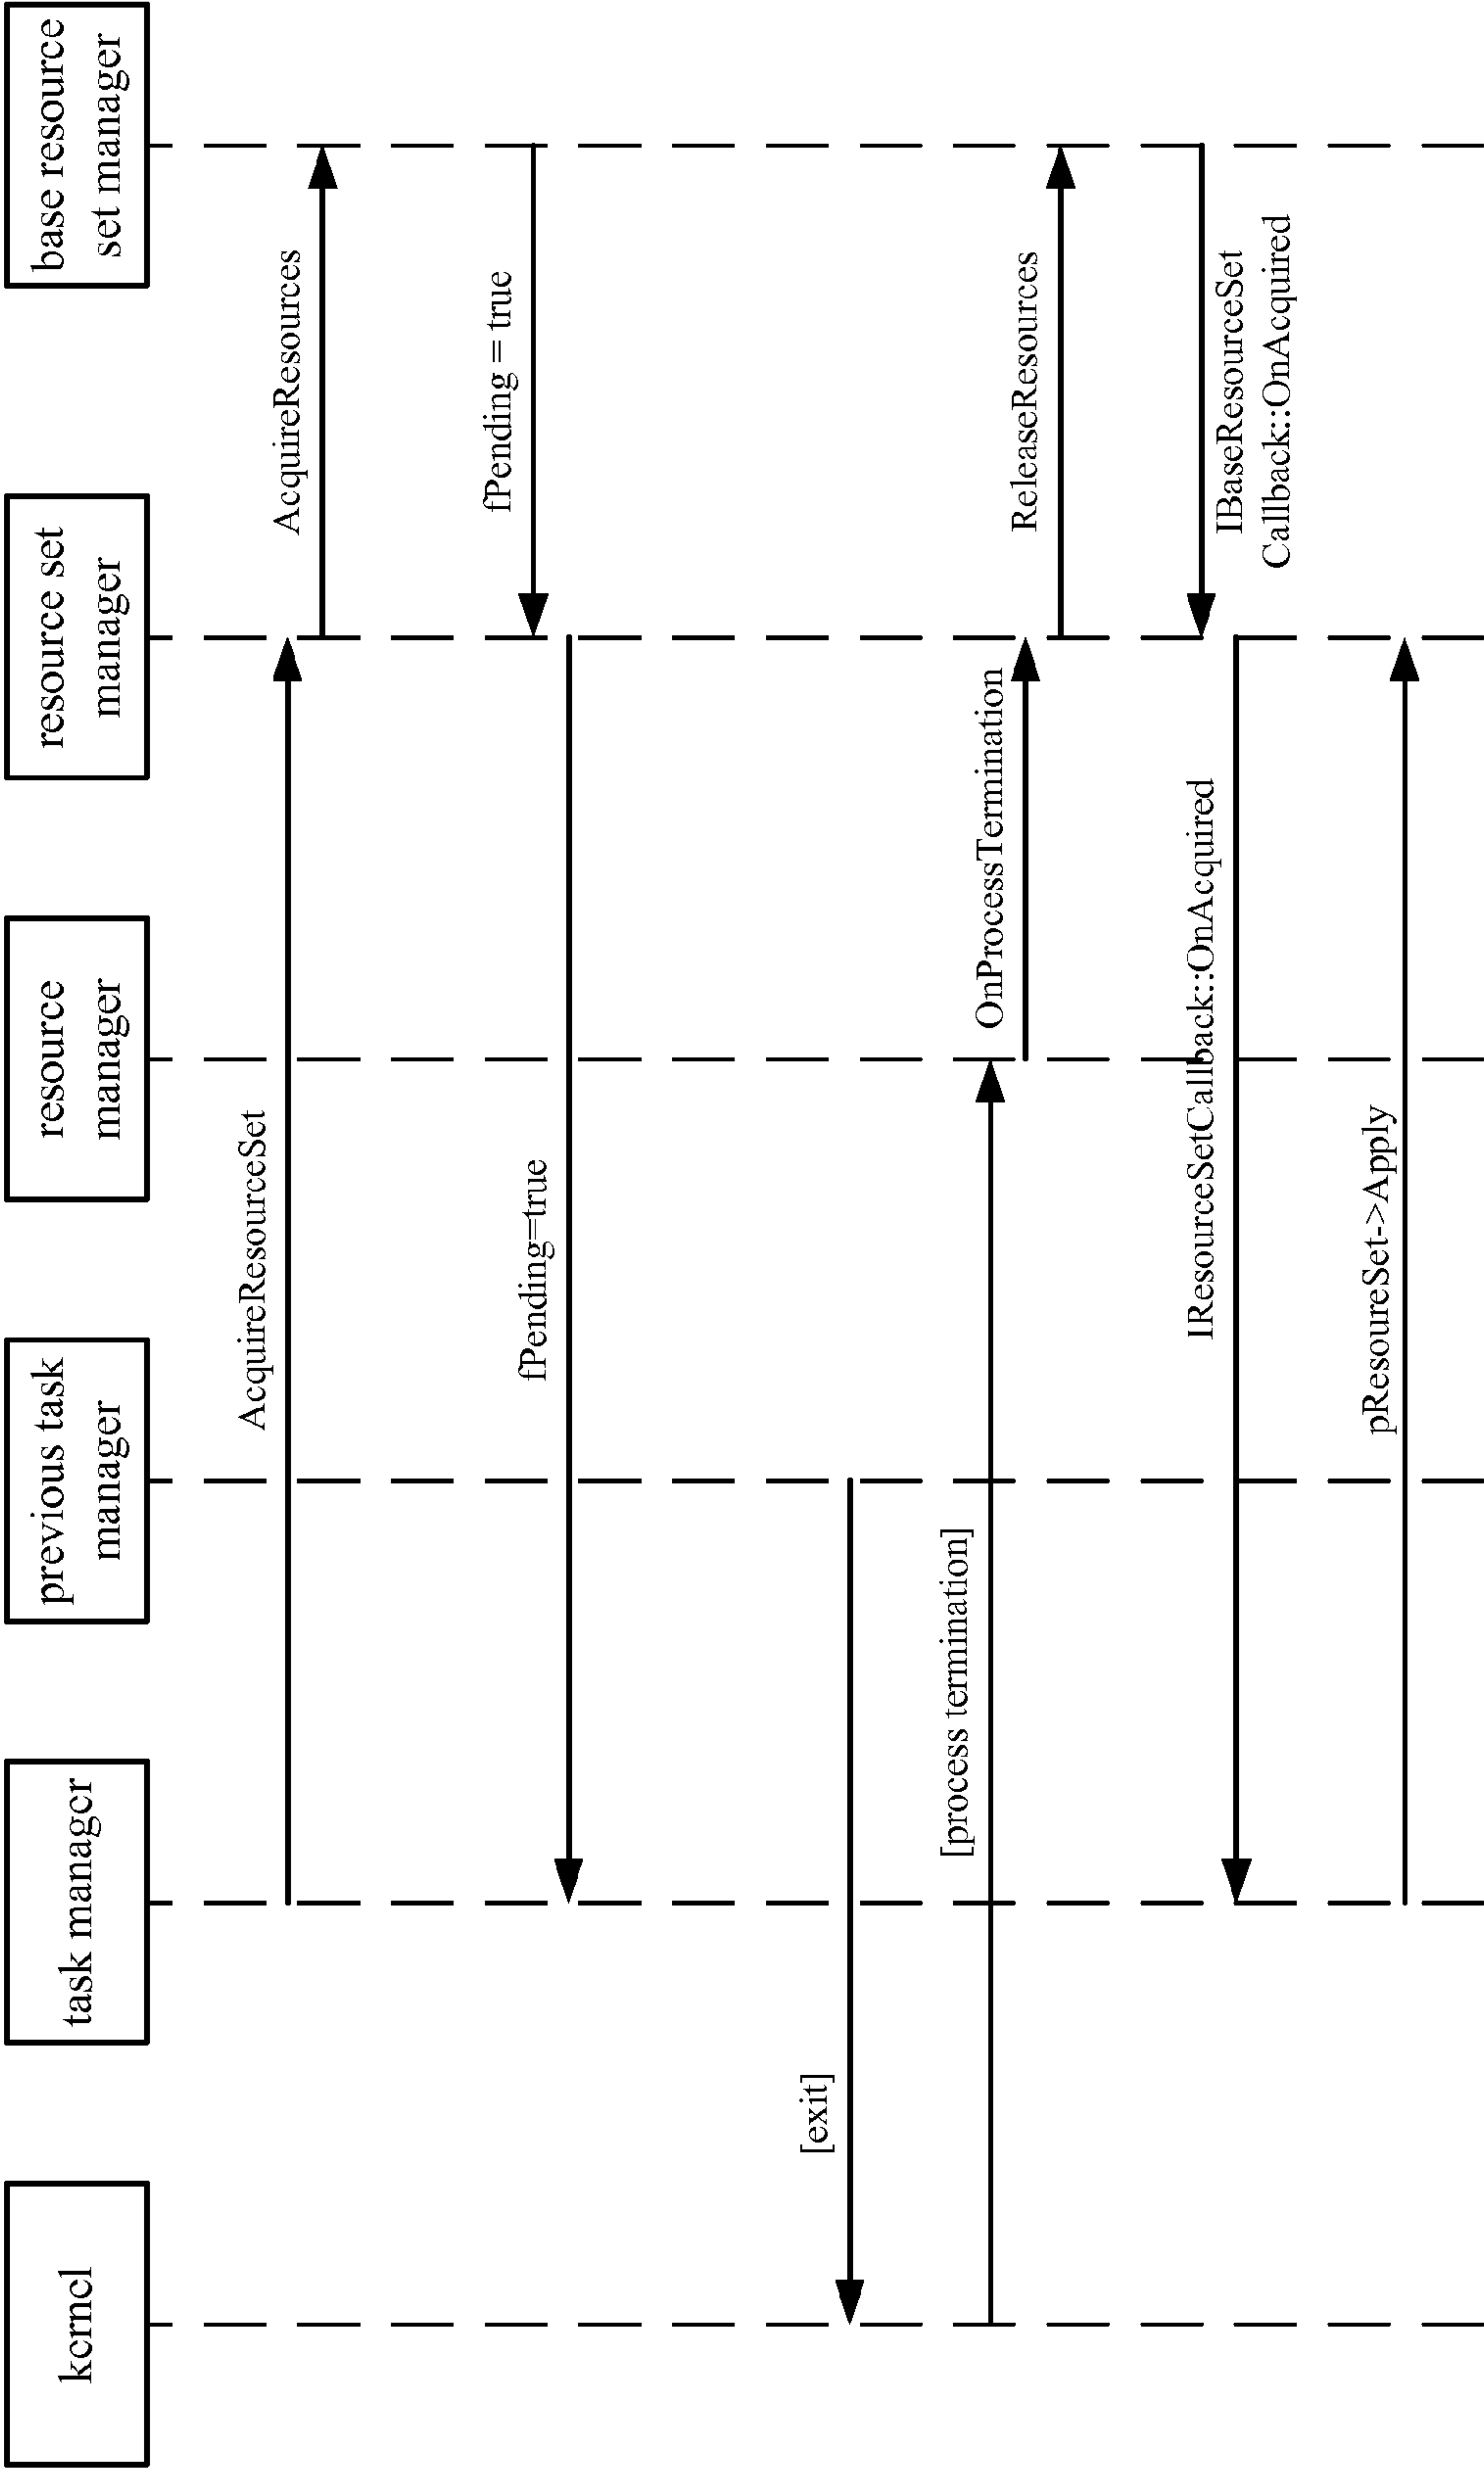 kernel
task manager
previous task
manager
resource
manager
resource set
manager
base resource
set manager
AcquireResourceSet
AcquireResources
fPending = true
fPending=true
[exit]
[process termination]
OnProcessTermination
ReleaseResources
IBaseResourceSet
Callback::OnAcquired
IResourceSetCallback::OnAcquired
pResoureSet->Apply